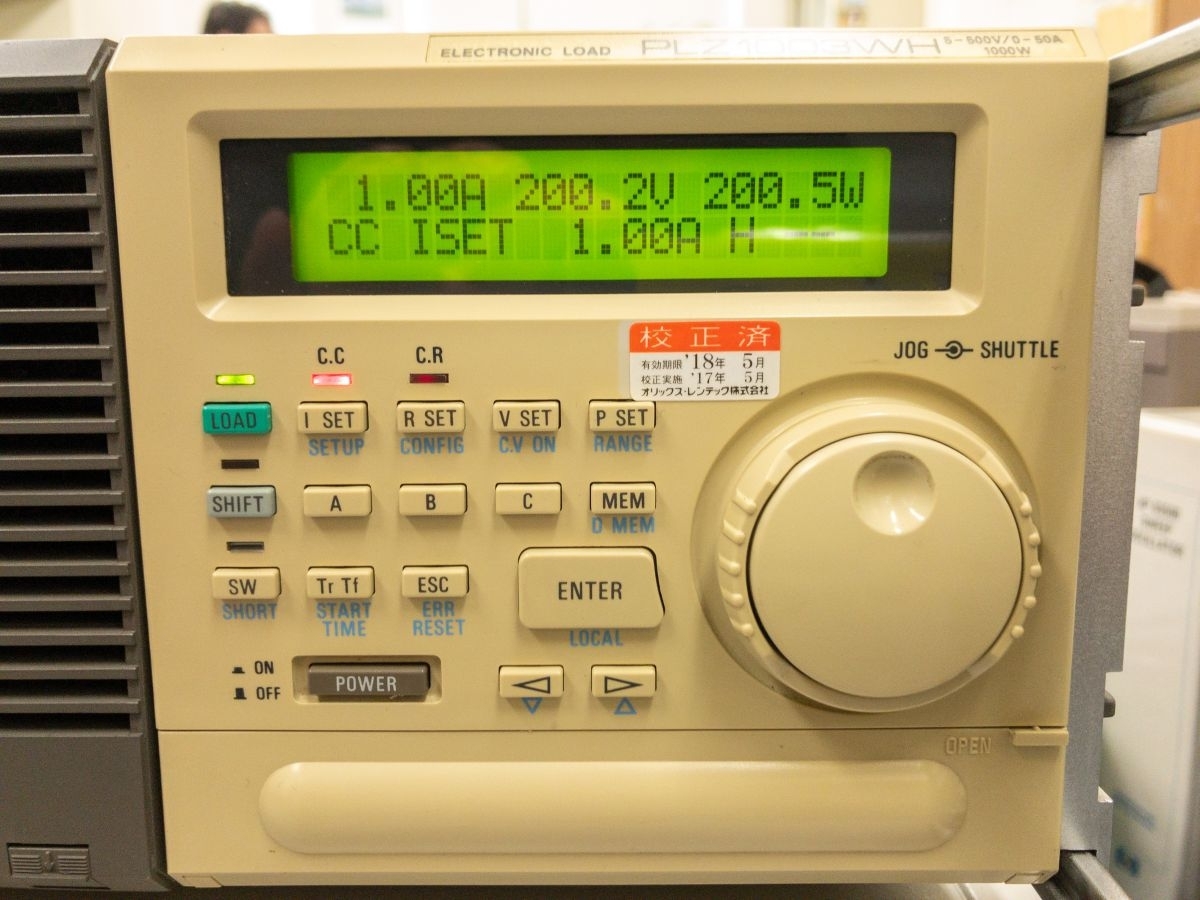 ELECTRONIC LOAD PLZ1003WH 5-500V/0-50A
1000W
1.00A 200.2V 200.5W
CC ISET 1.00A H
校正済
有効期限 '18年 5月
校正実施 '17年 5月
オリックス・レンテック株式会社
JOG SHUTTLE
C.C C.R
LOAD I SET R SET V SET P SET
SETUP CONFIG C.V ON RANGE
SHIFT A B C MEM
D MEM
SW Tr Tf ESC ENTER
SHORT START TIME ERR RESET LOCAL
ON
OFF
POWER
OPEN